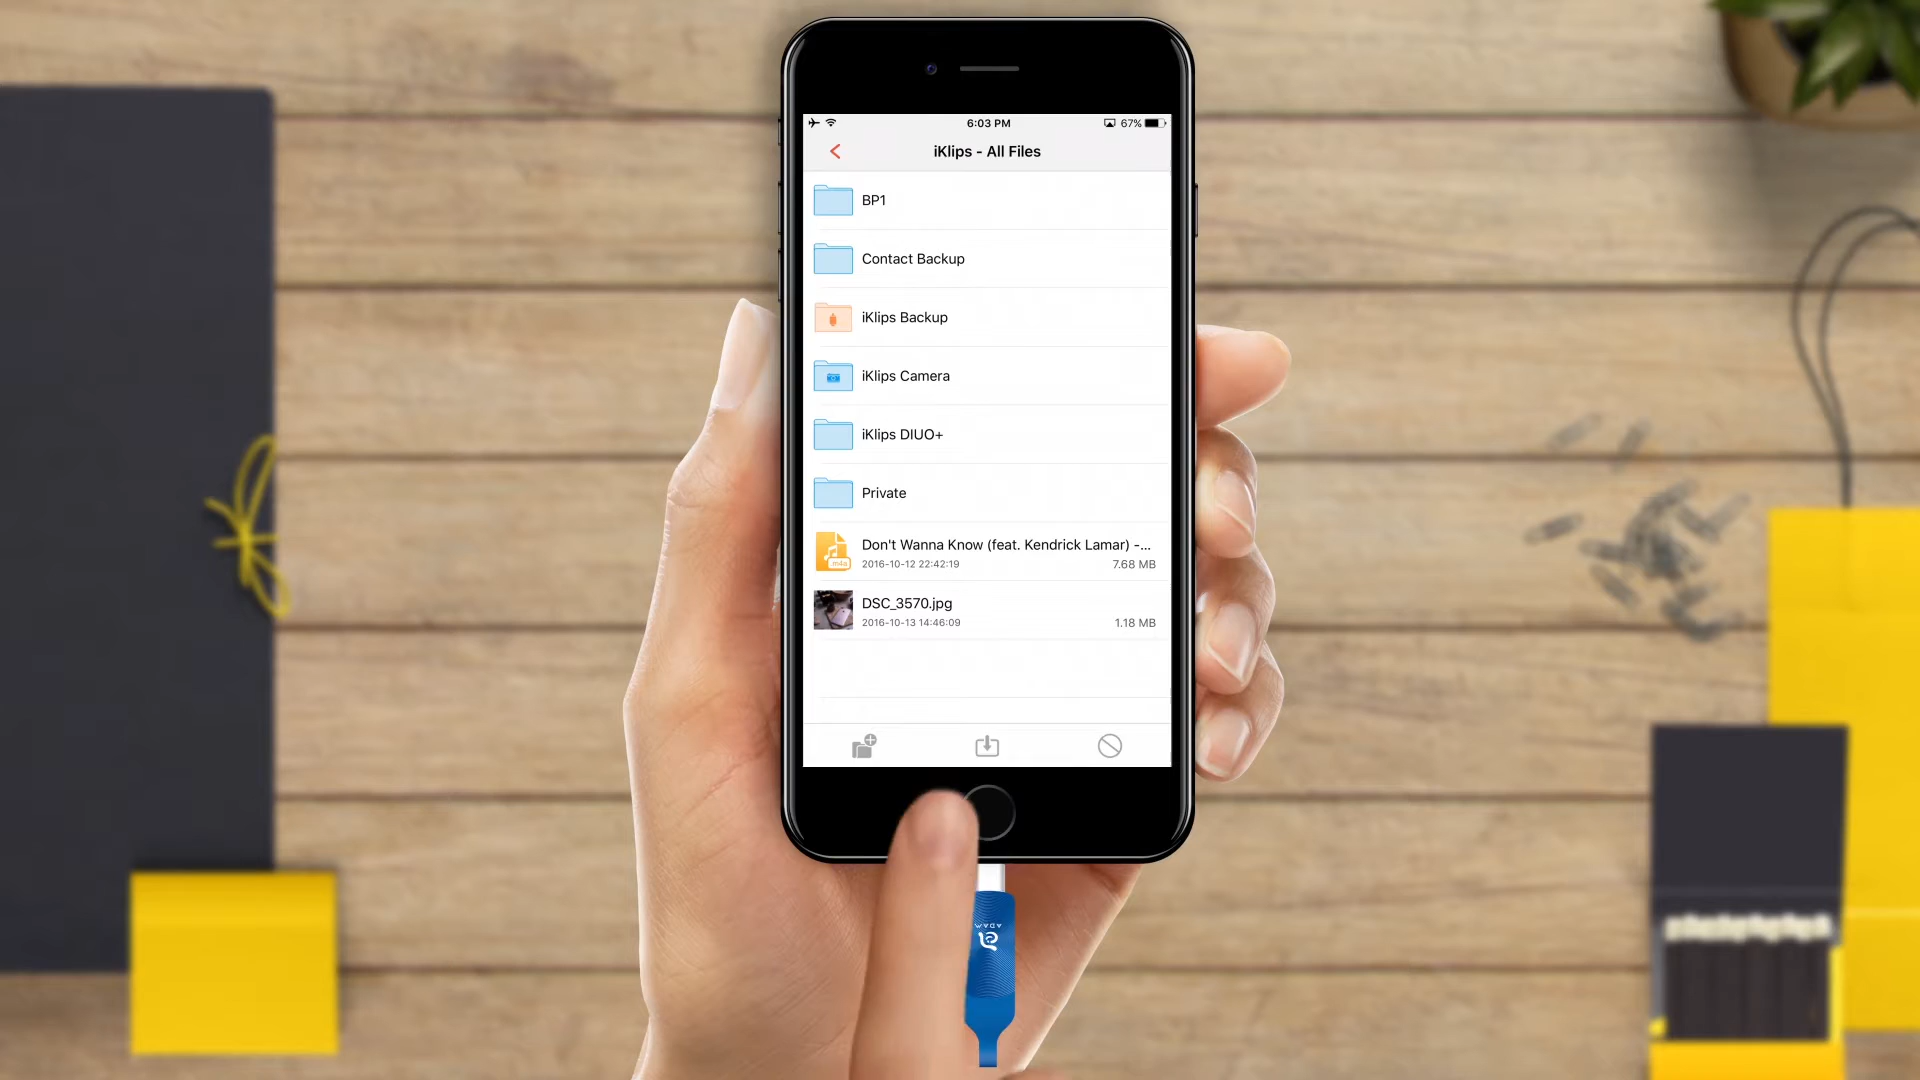 6:03 PM
67%
iKlips - All Files
BP1
Contact Backup
iKlips Backup
iKlips Camera
iKlips DIUO+
Private
Don't Wanna Know (feat. Kendrick Lamar) -...
2016-10-12 22:42:19
7.68 MB
m4a
DSC_3570.jpg
2016-10-13 14:46:09
1.18 MB
ADAM